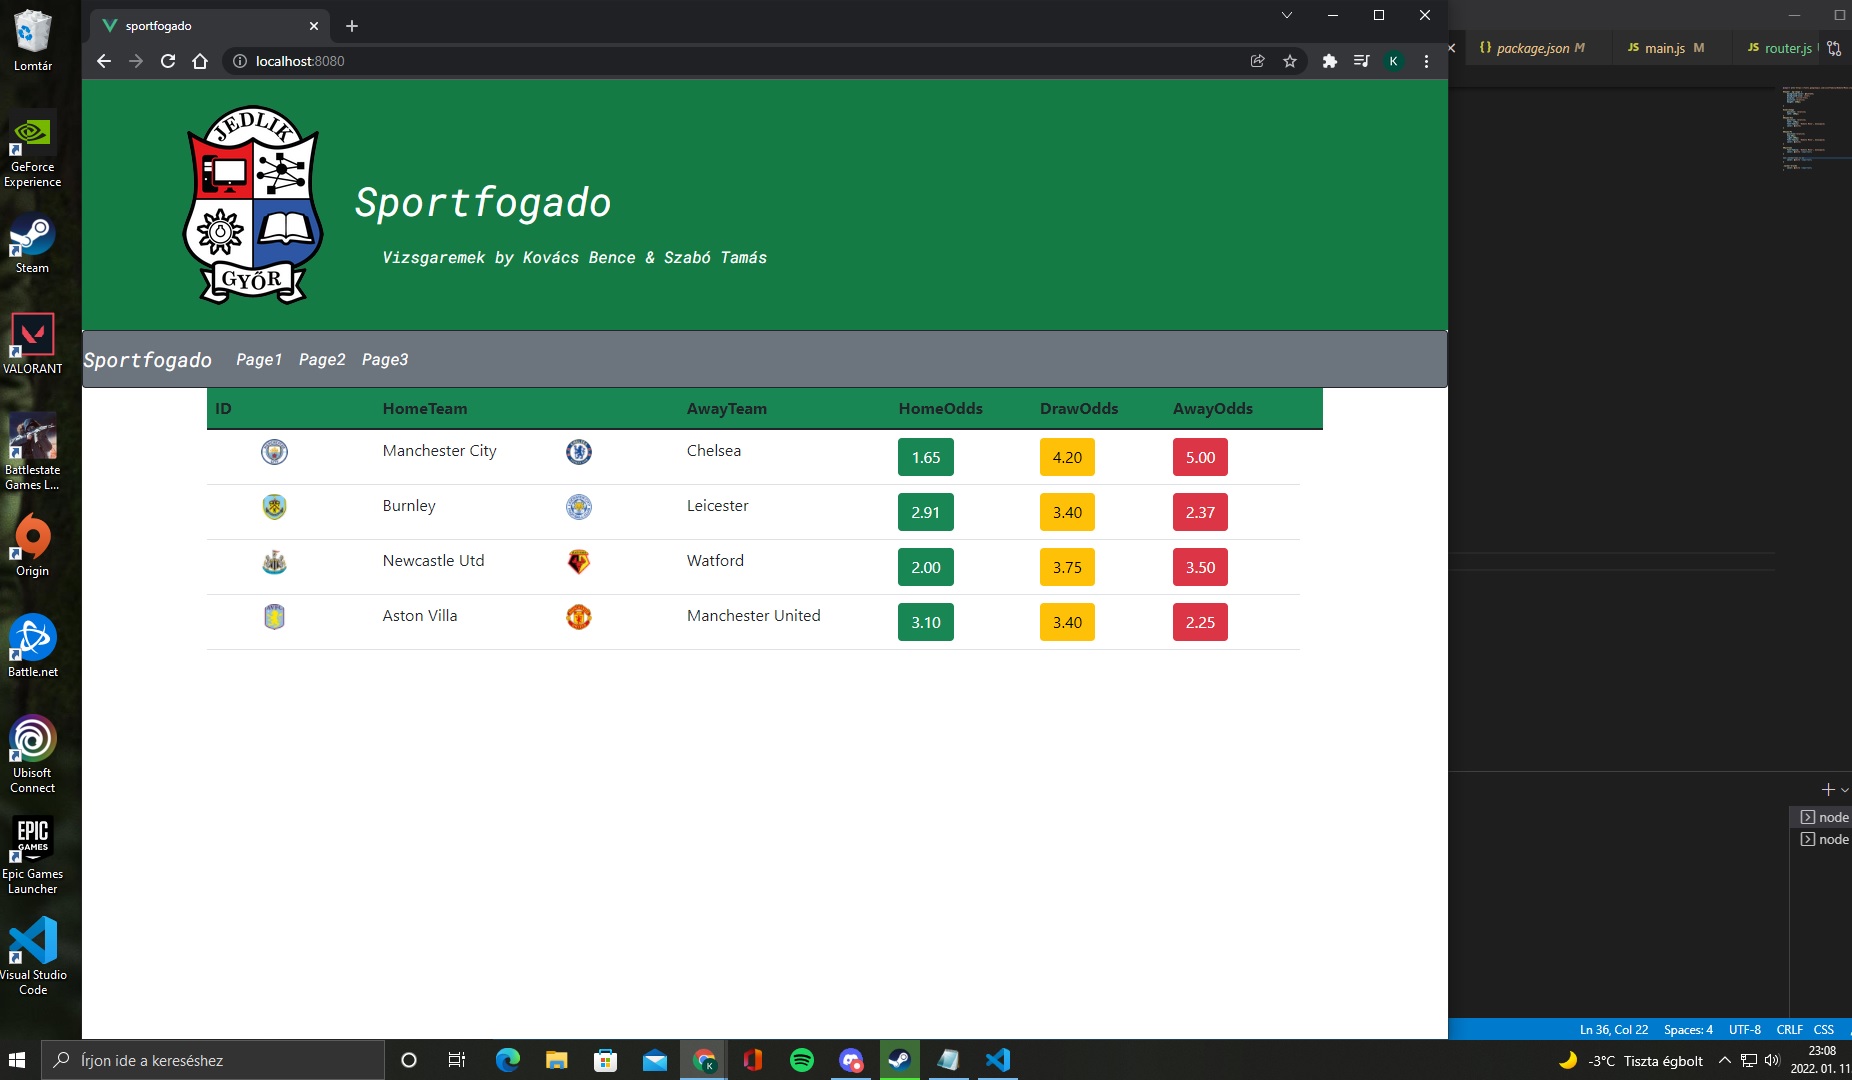 Lomtár
GeForce
Experience
Steam
VALORANT
Battlestate
Games L...
Origin
Battle.net
Ubisoft
Connect
EPIC
GAMES
Epic Games
Launcher
Visual Studio
Code
sportfogado
localhost:8080
K
JEDLIK
GYŐR
Sportfogado
Vizsgaremek by Kovács Bence & Szabó Tamás
Sportfogado Page1 Page2 Page3
ID HomeTeam AwayTeam HomeOdds DrawOdds AwayOdds
Manchester City Chelsea 1.65 4.20 5.00
Burnley Leicester 2.91 3.40 2.37
Newcastle Utd Watford 2.00 3.75 3.50
Aston Villa Manchester United 3.10 3.40 2.25
{} package.json M JS main.js M JS router.js
node
node
Ln 36, Col 22 Spaces: 4 UTF-8 CRLF CSS
Írjon ide a kereséshez
K
-3°C Tiszta égbolt
23:08
2022. 01. 11